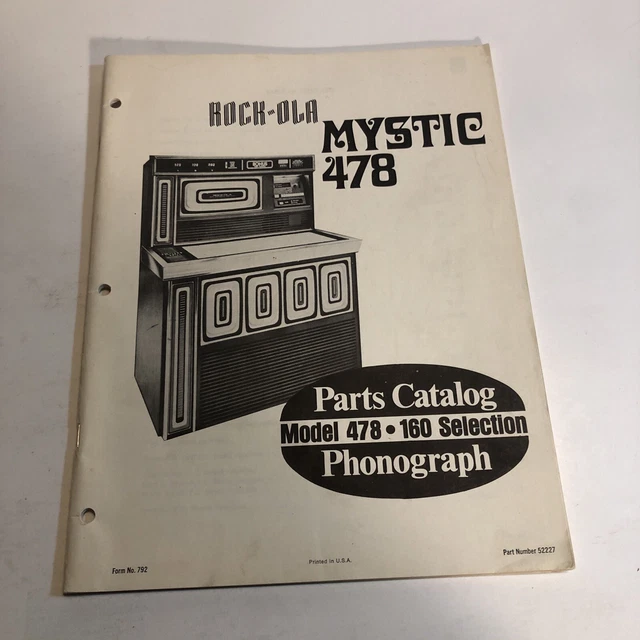 ROCK-OLA
MYSTIC
478
Parts Catalog
Model 478 • 160 Selection
Phonograph
Form No. 792
Printed in U.S.A.
Part Number 52227